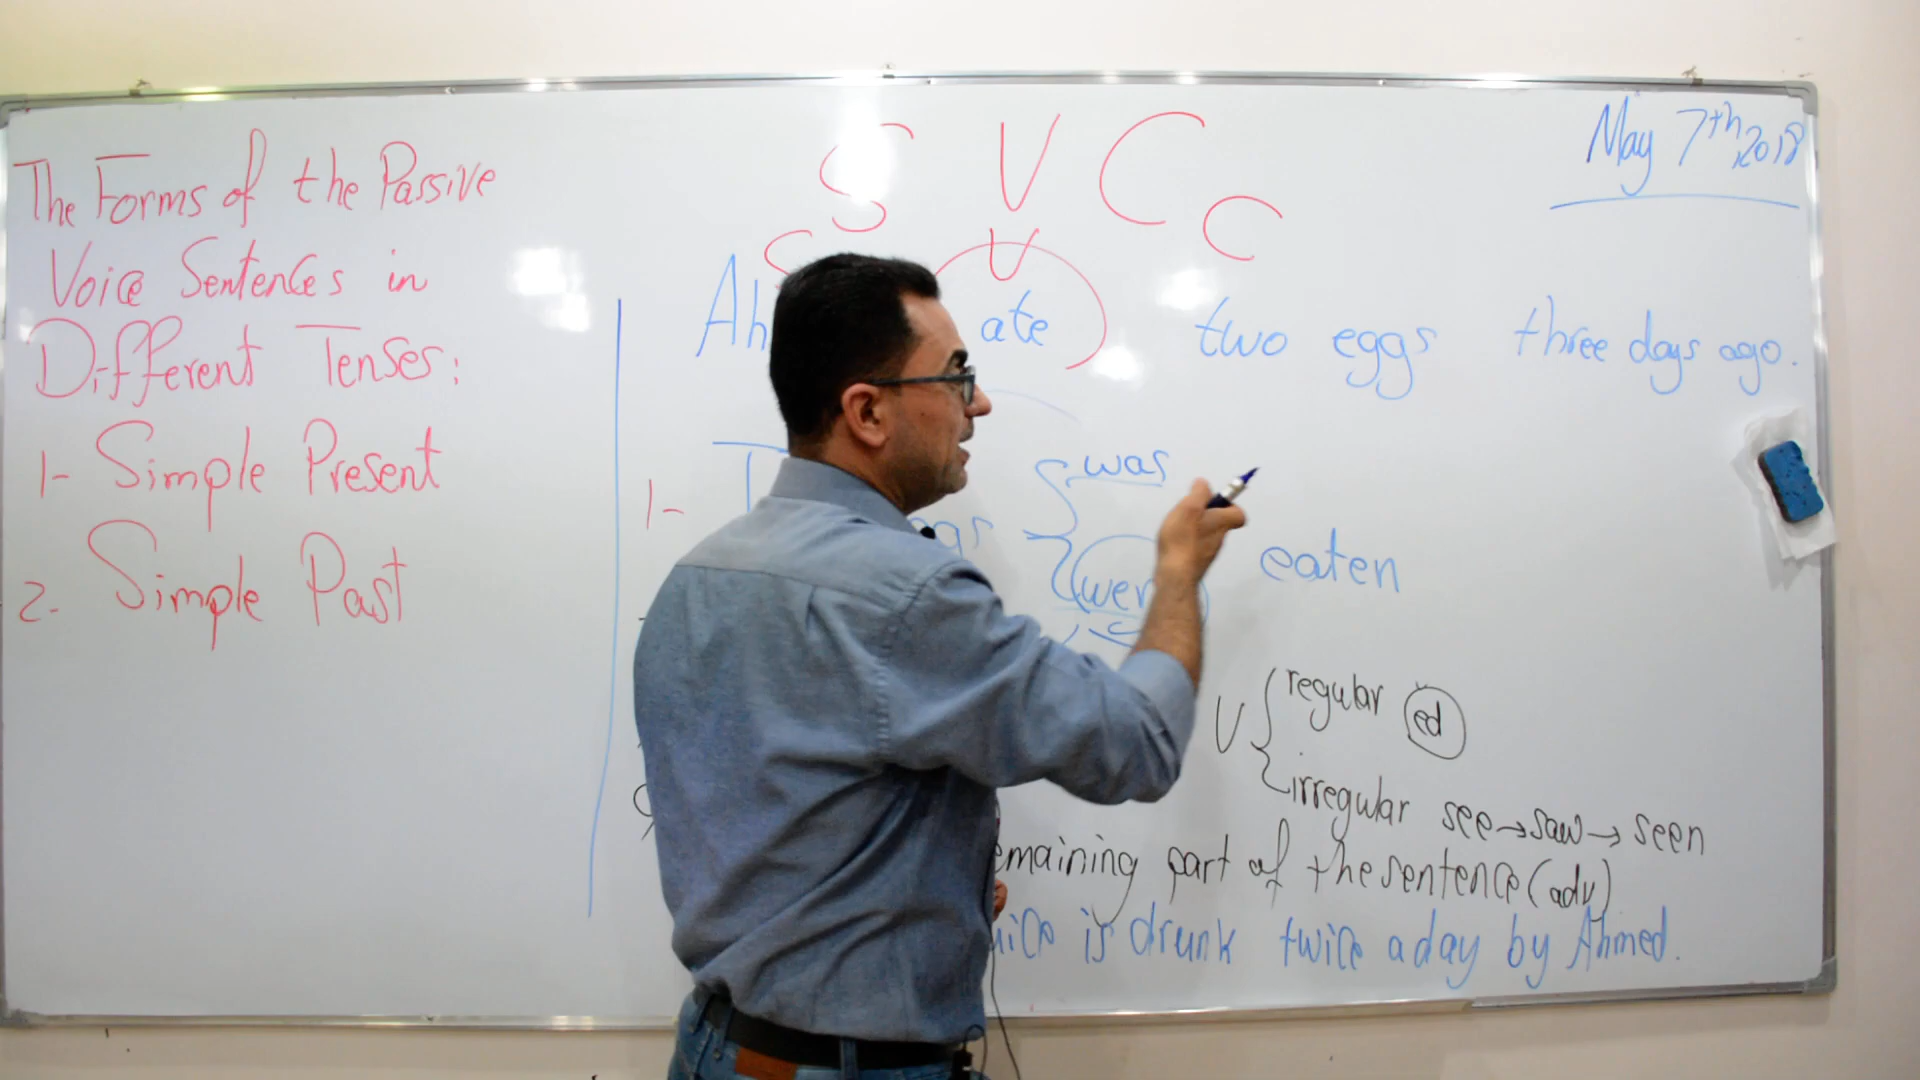 The Forms of the Passive
Voice Sentences in
Different Tenses:
1- Simple Present
2- Simple Past
May 7th, 2018
S V C C
S V
ate two eggs three days ago.
1-
was
were
eaten
V
regular ed
irregular see→saw→seen
part of the sentence (adv)
is drunk twice a day by Ahmed.